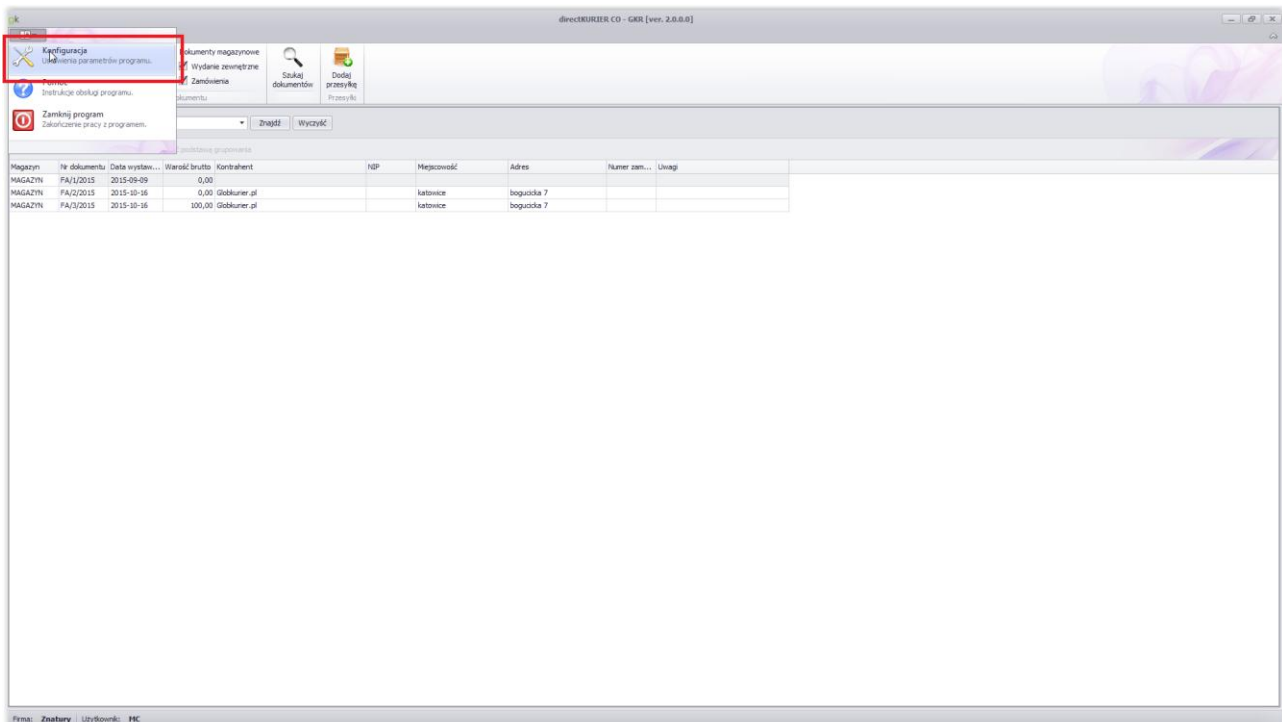 gk
directKURIER CO - GKR [ver. 2.0.0.0]
Konfiguracja
Ustawienia parametrów programu.
Pomoc
Instrukcje obsługi programu.
Zamknij program
Zakończenie pracy z programem.
Dokumenty magazynowe
Wydanie zewnętrzne
Zamówienia
Szukaj
dokumentów
Dodaj
przesyłkę
Przesyłki
Znajdź
Wyczyść
podstawę grupowania
Magazyn Nr dokumentu Data wystaw... Warość brutto Kontrahent NIP Miejscowość Adres Numer zam... Uwagi
MAGAZYN FA/1/2015 2015-09-09 0,00
MAGAZYN FA/2/2015 2015-10-16 0,00 Globkurier.pl katowice bogucicka 7
MAGAZYN FA/3/2015 2015-10-16 100,00 Globkurier.pl katowice bogucicka 7
Firma: Znatury Użytkownik: MC